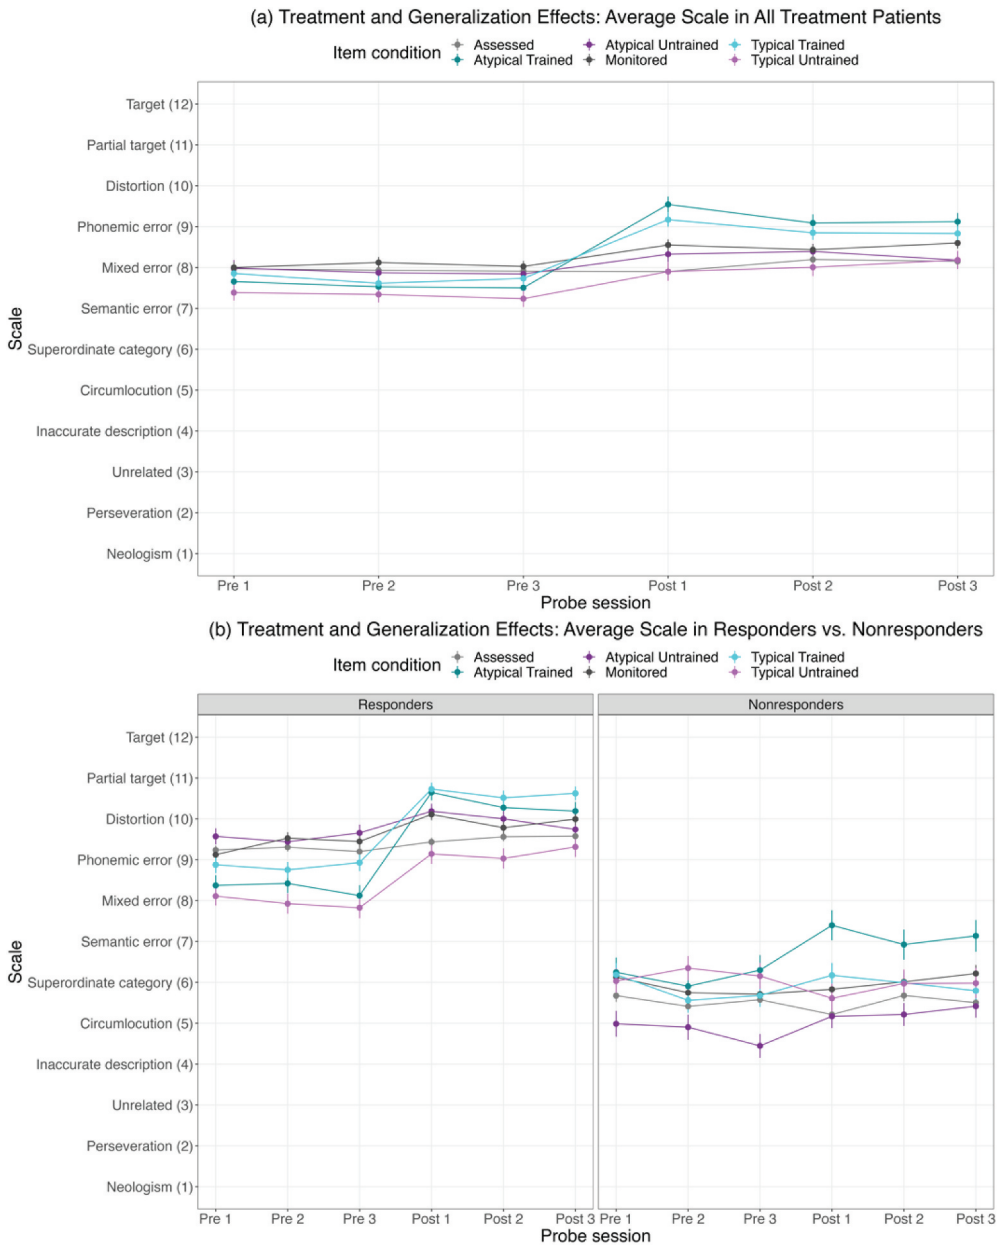 (a) Treatment and Generalization Effects: Average Scale in All Treatment Patients
Item condition
Assessed
Atypical Untrained
Typical Trained
Atypical Trained
Monitored
Typical Untrained
Scale
Target (12)
Partial target (11)
Distortion (10)
Phonemic error (9)
Mixed error (8)
Semantic error (7)
Superordinate category (6)
Circumlocution (5)
Inaccurate description (4)
Unrelated (3)
Perseveration (2)
Neologism (1)
Pre 1 Pre 2 Pre 3 Post 1 Post 2 Post 3
Probe session
(b) Treatment and Generalization Effects: Average Scale in Responders vs. Nonresponders
Item condition
Assessed
Atypical Untrained
Typical Trained
Atypical Trained
Monitored
Typical Untrained
Responders
Nonresponders
Scale
Target (12)
Partial target (11)
Distortion (10)
Phonemic error (9)
Mixed error (8)
Semantic error (7)
Superordinate category (6)
Circumlocution (5)
Inaccurate description (4)
Unrelated (3)
Perseveration (2)
Neologism (1)
Pre 1 Pre 2 Pre 3 Post 1 Post 2 Post 3
Pre 1 Pre 2 Pre 3 Post 1 Post 2 Post 3
Probe session